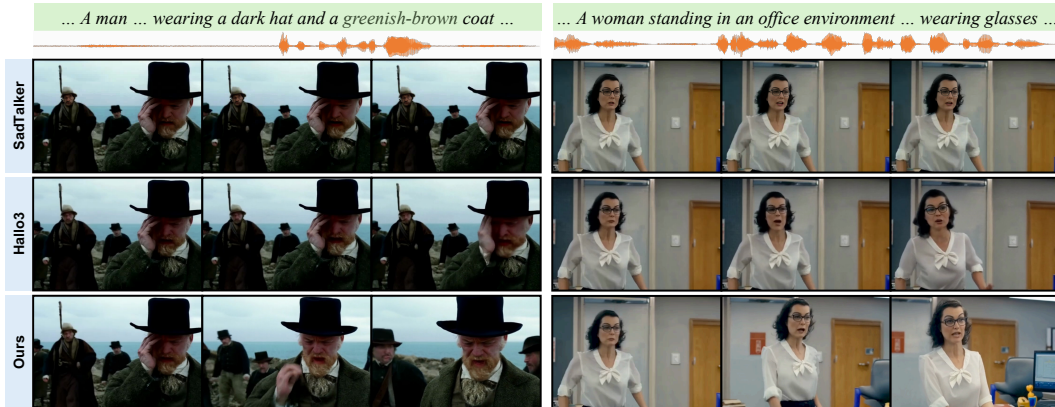 ... A man ... wearing a dark hat and a greenish-brown coat ...
... A woman standing in an office environment ... wearing glasses ...
SadTalker
Hallo3
Ours